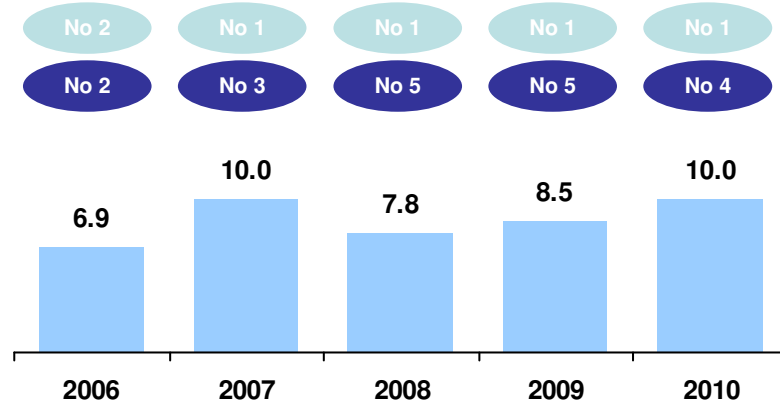 No 2 No 1 No 1 No 1 No 1
No 2 No 3 No 5 No 5 No 4
6.9 10.0 7.8 8.5 10.0
2006 2007 2008 2009 2010